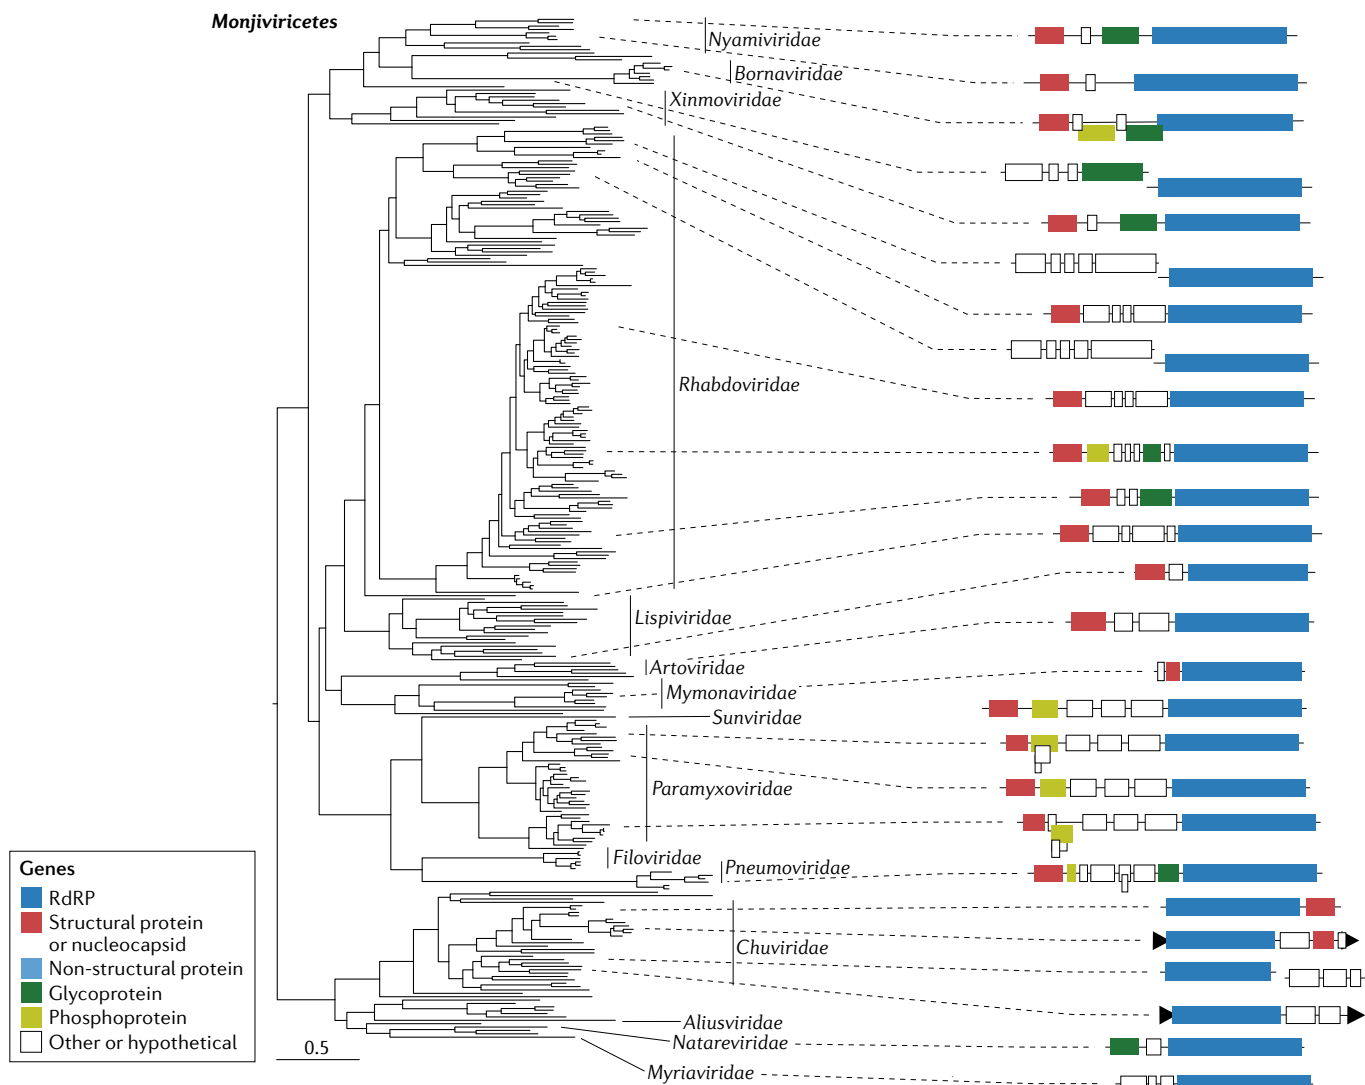 Monjiviricetes
Nyamiviridae
Bornaviridae
Xinmoviridae
Rhabdoviridae
Lispiviridae
Artoviridae
Mymonaviridae
Sunviridae
Paramyxoviridae
Filoviridae
Pneumoviridae
Chuviridae
Aliusviridae
Natareviridae
Myriaviridae
Genes
RdRP
Structural protein
or nucleocapsid
Non-structural protein
Glycoprotein
Phosphoprotein
Other or hypothetical
0.5